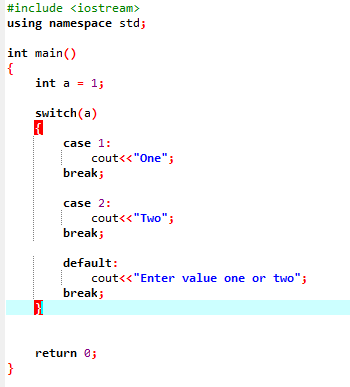 #include <iostream>
using namespace std;
int main()
{
int a = 1;
switch(a)
{
case 1:
cout<<"One";
break;
case 2:
cout<<"Two";
break;
default:
cout<<"Enter value one or two";
break;
}
return 0;
}